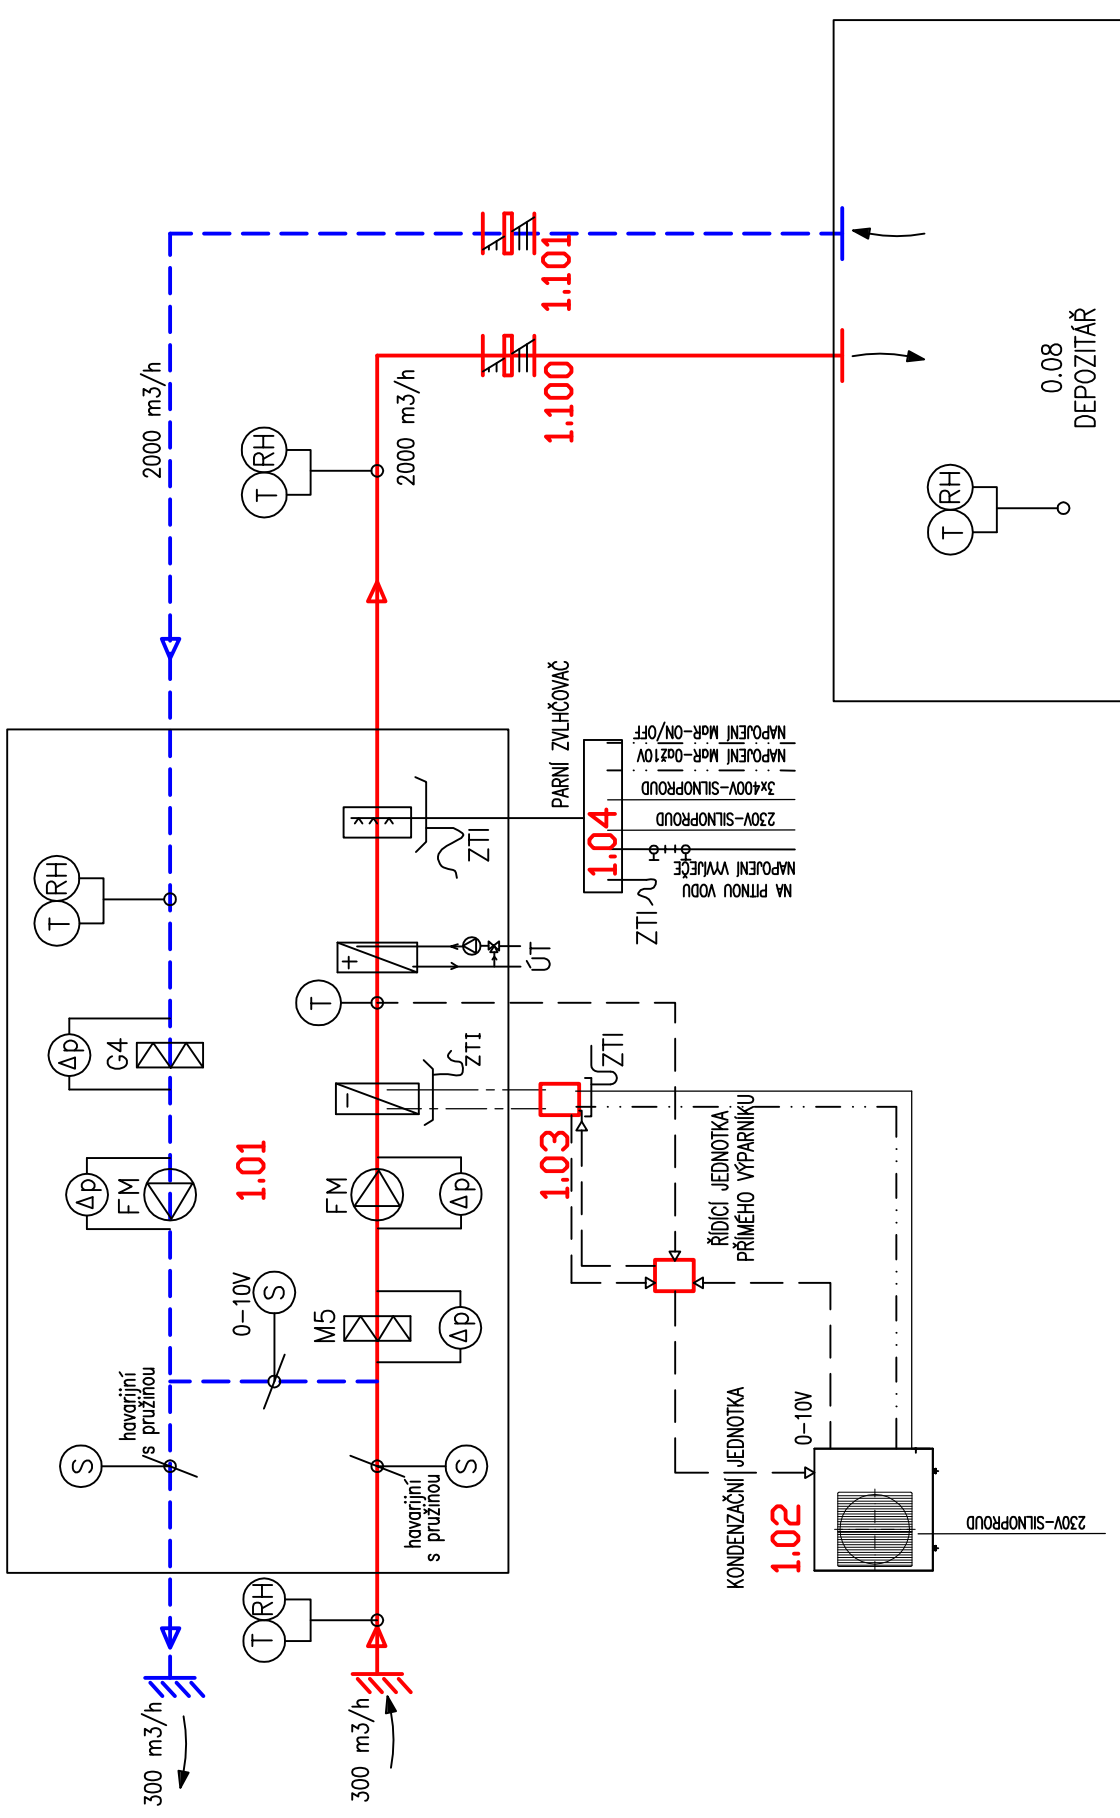 2000 m3/h
1.101
1.100
2000 m3/h
T RH
0.08
DEPOZITÁŘ
T RH
PARNÍ ZVLHČOVAČ
NAPOJENÍ MaR-ON/OFF
NAPOJENÍ MaR-0až10V
3x400V-SILNOPROUD
230V-SILNOPROUD
NAPOJENÍ VYVÍJEČE
NA PITNOU VODU
1.04
ZTI
ZTI
T RH
+
ÚT
T
Δp
G4
-
ZTI
ZTI
1.03
1.01
Δp
FM
FM
Δp
ŘÍDÍCÍ JEDNOTKA
PŘÍMÉHO VÝPARNÍKU
0-10V
S
M5
Δp
havarijní
s pružinou
S
S
havarijní
s pružinou
KONDENZAČNÍ JEDNOTKA
0-10V
1.02
230V-SILNOPROUD
T RH
300 m3/h
300 m3/h